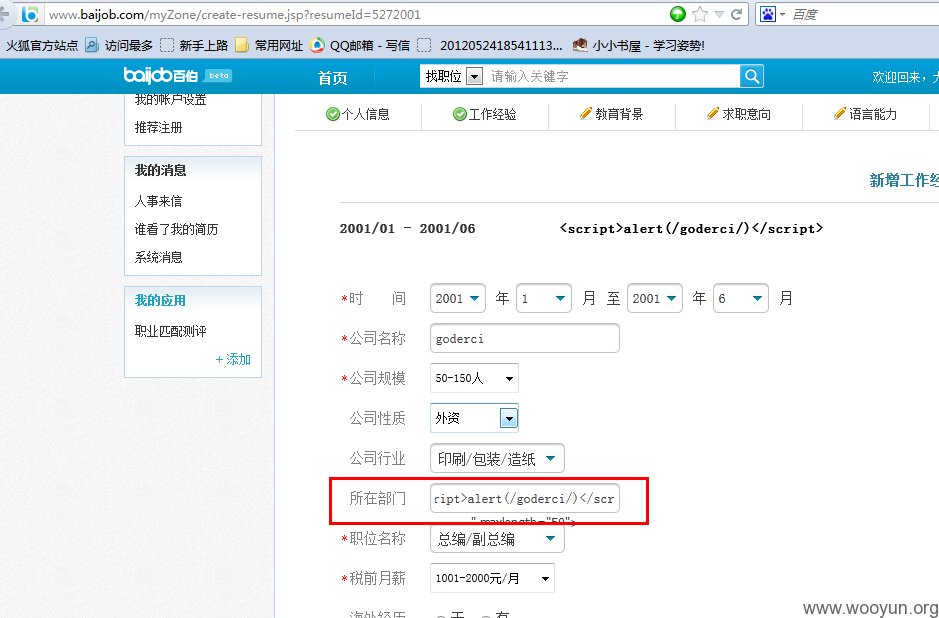 www.baijob.com/myZone/create-resume.jsp?resumeId=5272001
百度
火狐官方站点 访问最多 新手上路 常用网址 QQ邮箱 - 写信 2012052418541113... 小小书屋 - 学习姿势!
baijob百伯 beta 首页 找职位 请输入关键字 欢迎回来，
我的帐户设置
推荐注册
我的消息
人事来信
谁看了我的简历
系统消息
我的应用
职业匹配测评
+ 添加
个人信息 工作经验 教育背景 求职意向 语言能力
新增工作经
2001/01 - 2001/06 <script>alert(/goderci/)</script>
*时 间 2001 年 1 月 至 2001 年 6 月
*公司名称 goderci
*公司规模 50-150人
公司性质 外资
公司行业 印刷/包装/造纸
所在部门 ript>alert(/goderci/)</scr
" maxlength="50">
*职位名称 总编/副总编
*税前月薪 1001-2000元/月
海外经历 无 有
www.wooyun.org